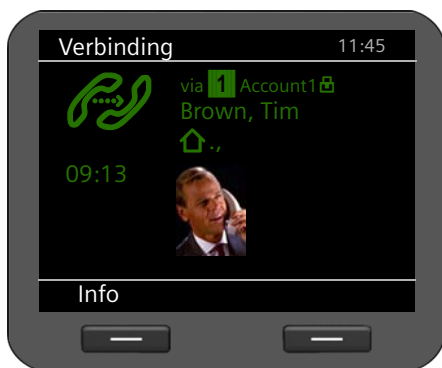 Verbinding 11:45
via 1 Account1
Brown, Tim
.,
09:13
Info